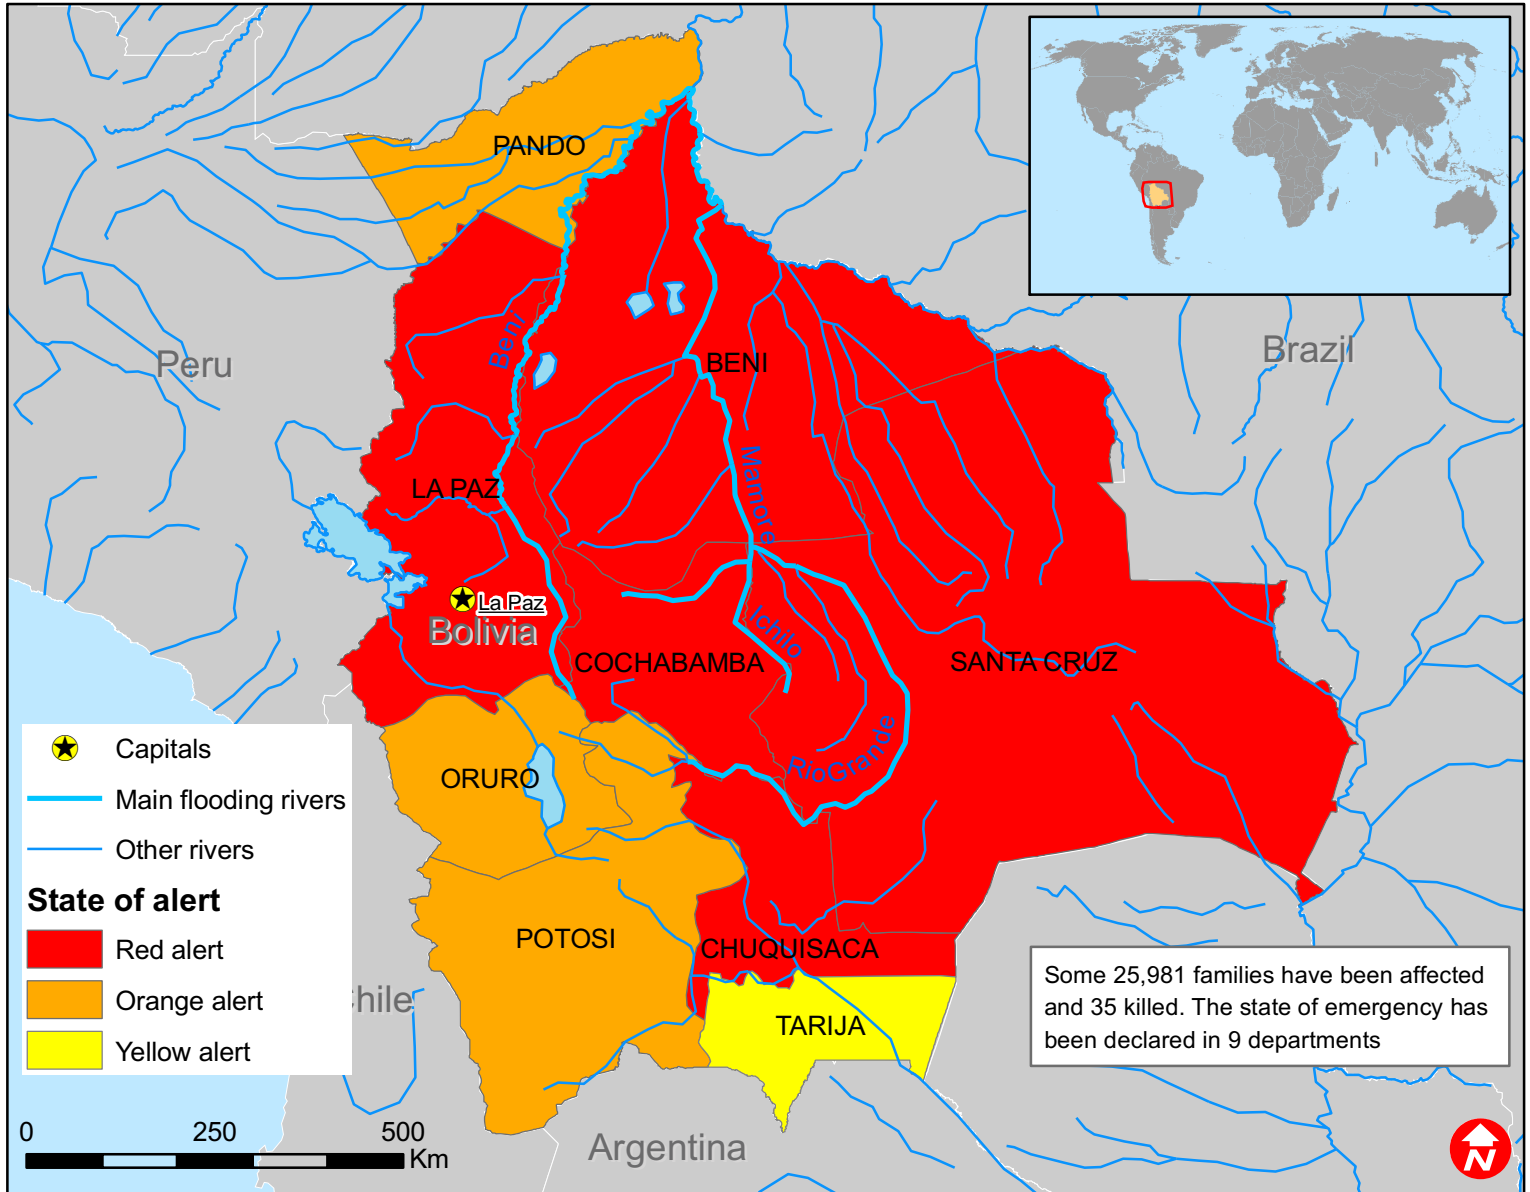 PANDO
Peru
Beni
BENI
Brazil
LA PAZ
Mamore
La Paz
Bolivia
Ichilo
COCHABAMBA
SANTA CRUZ
RioGrande
ORURO
POTOSI
CHUQUISACA
TARIJA
hile
Argentina
Capitals
Main flooding rivers
Other rivers
State of alert
Red alert
Orange alert
Yellow alert
0 250 500
Km
Some 25,981 families have been affected
and 35 killed. The state of emergency has
been declared in 9 departments
N